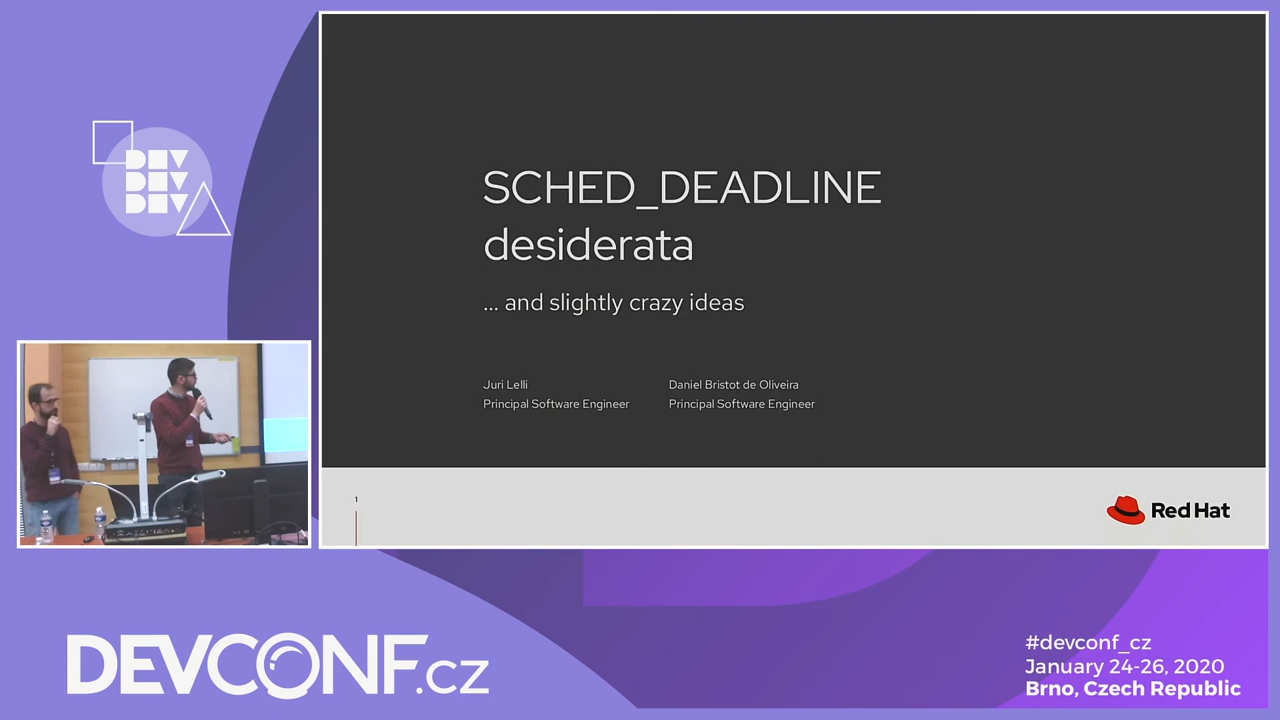 DEV
DEV
DEV
SCHED_DEADLINE
desiderata
... and slightly crazy ideas
Juri Lelli
Principal Software Engineer
Daniel Bristot de Oliveira
Principal Software Engineer
1
Red Hat
DEVCONF.cz
#devconf_cz
January 24-26, 2020
Brno, Czech Republic